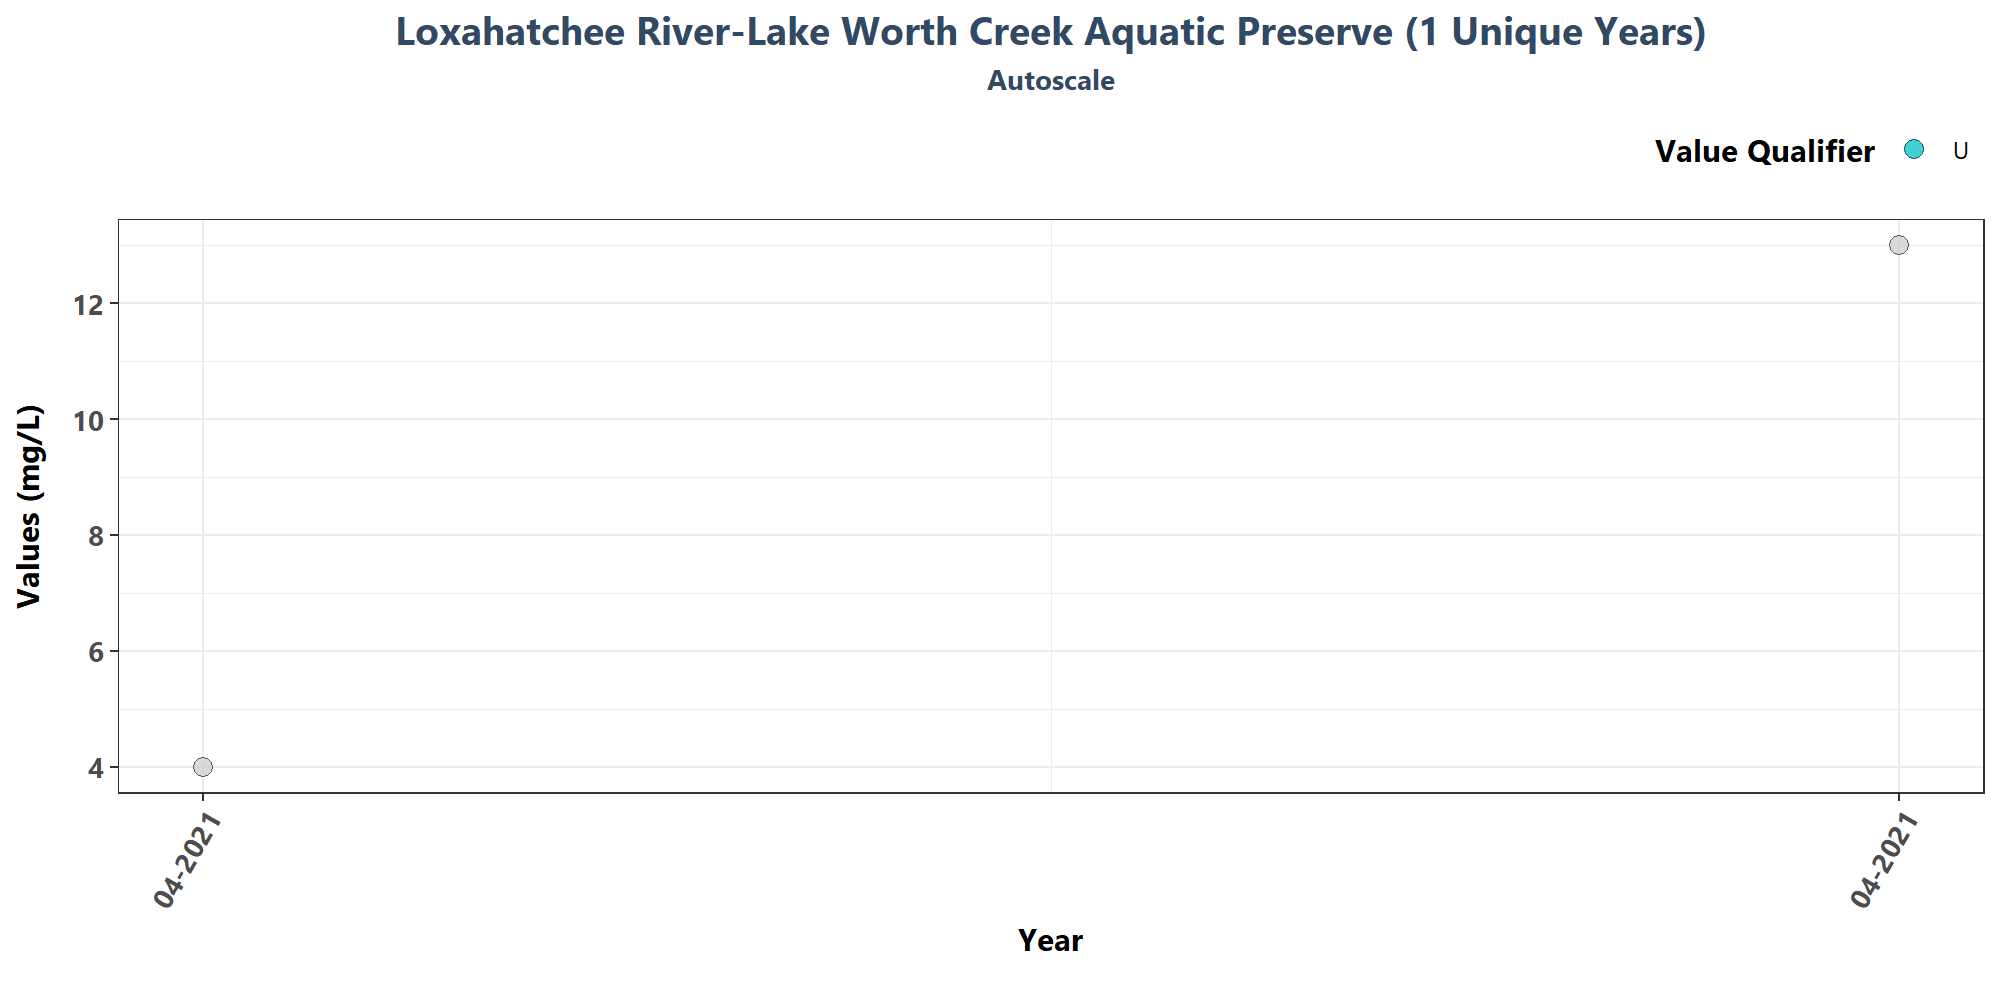 Loxahatchee River-Lake Worth Creek Aquatic Preserve (1 Unique Years)
Autoscale
Value Qualifier U
12
10
8
6
4
Values (mg/L)
04-2021 04-2021
Year